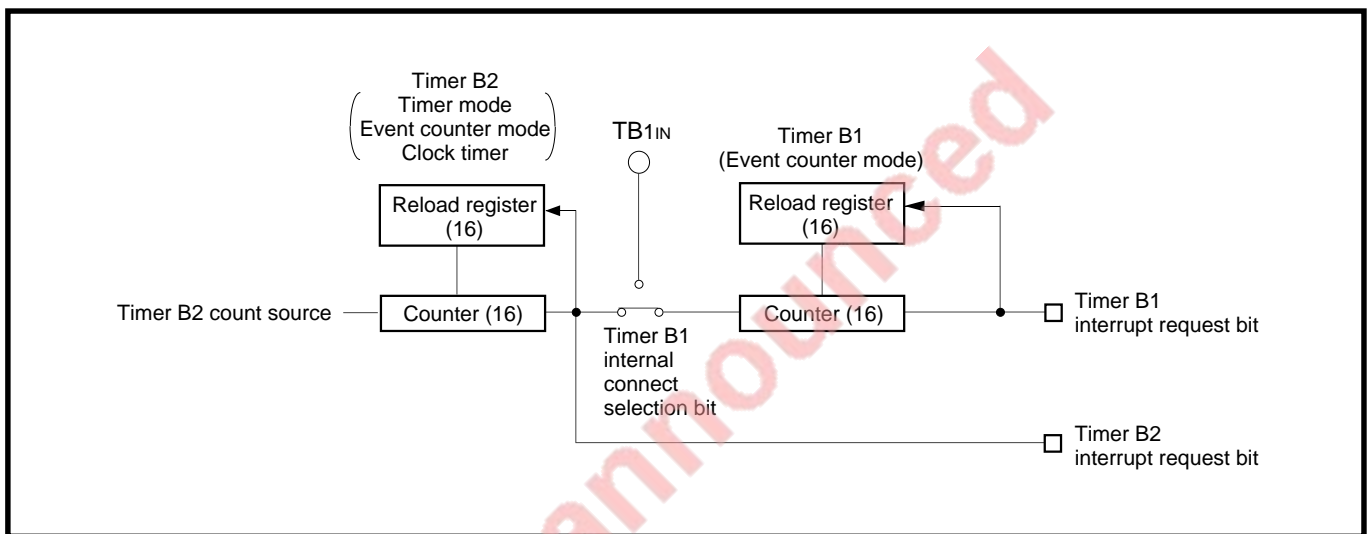 Timer B2
Timer mode
Event counter mode
Clock timer
TB1IN
Timer B1
(Event counter mode)
Reload register
(16)
Reload register
(16)
Timer B2 count source
Counter (16)
Counter (16)
Timer B1
internal
connect
selection bit
Timer B1
interrupt request bit
Timer B2
interrupt request bit
announced